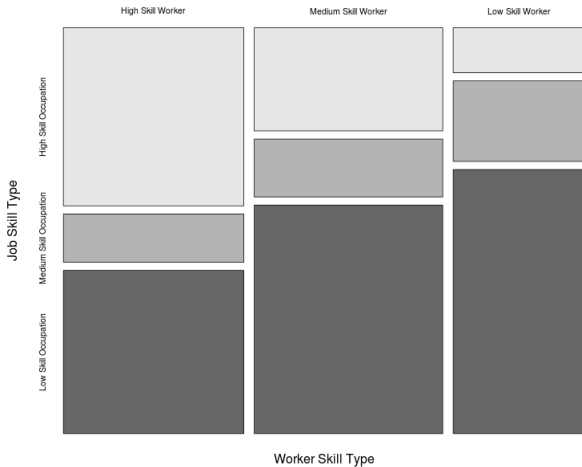 High Skill Worker
Medium Skill Worker
Low Skill Worker
High Skill Occupation
Medium Skill Occupation
Low Skill Occupation
Job Skill Type
Worker Skill Type